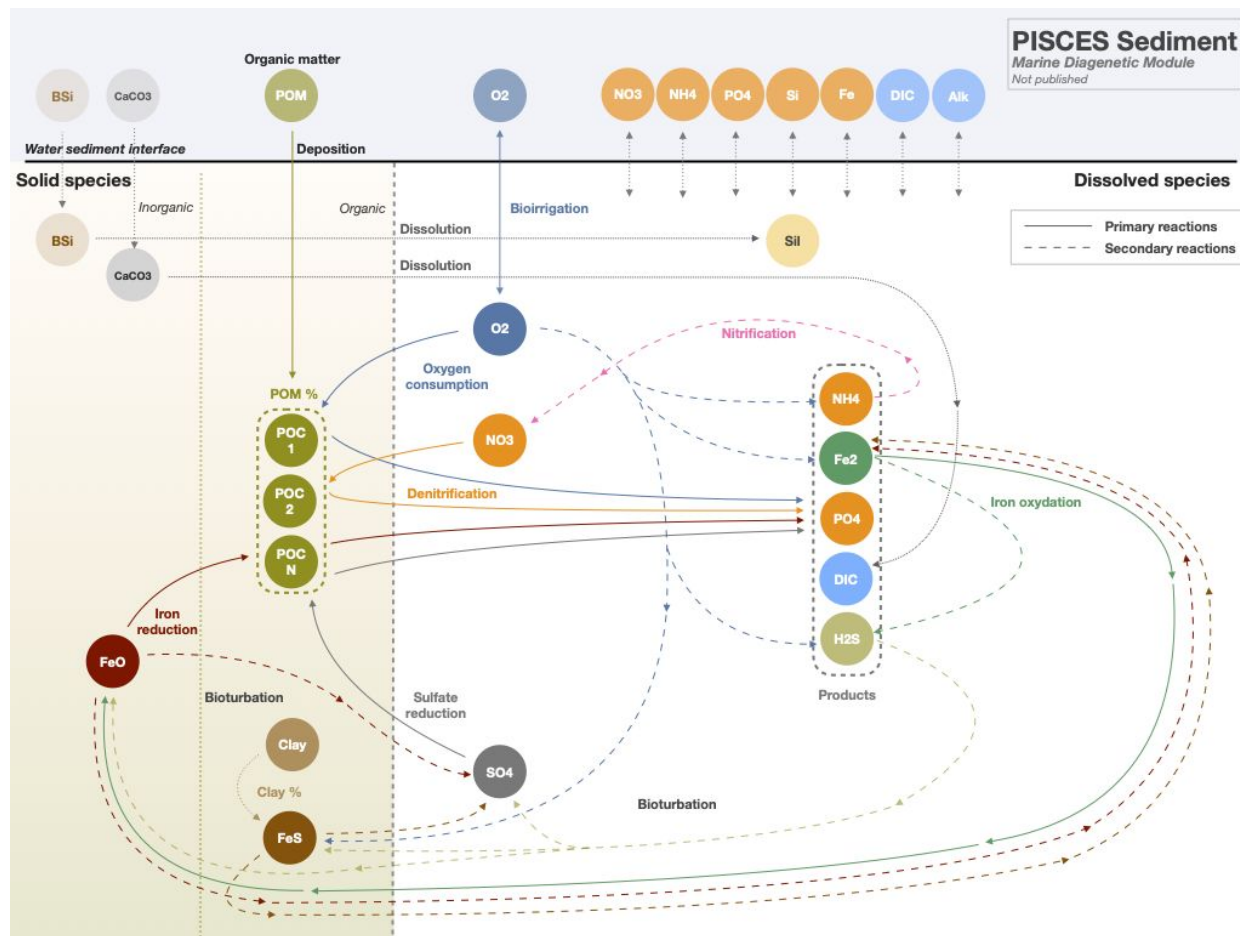 PISCES Sediment
Marine Diagenetic Module
Not published
Organic matter
BSi
CaCO3
POM
O2
NO3
NH4
PO4
Si
Fe
DIC
Alk
Water sediment interface
Deposition
Solid species
Dissolved species
Inorganic
Organic
Bioirrigation
BSi
Dissolution
Sil
Primary reactions
Secondary reactions
CaCO3
Dissolution
O2
Nitrification
Oxygen
consumption
POM %
NH4
POC
1
NO3
Fe2
POC
2
Denitrification
Iron oxydation
PO4
POC
N
DIC
Iron
reduction
H2S
FeO
Products
Bioturbation
Sulfate
reduction
Clay
SO4
Clay %
Bioturbation
FeS